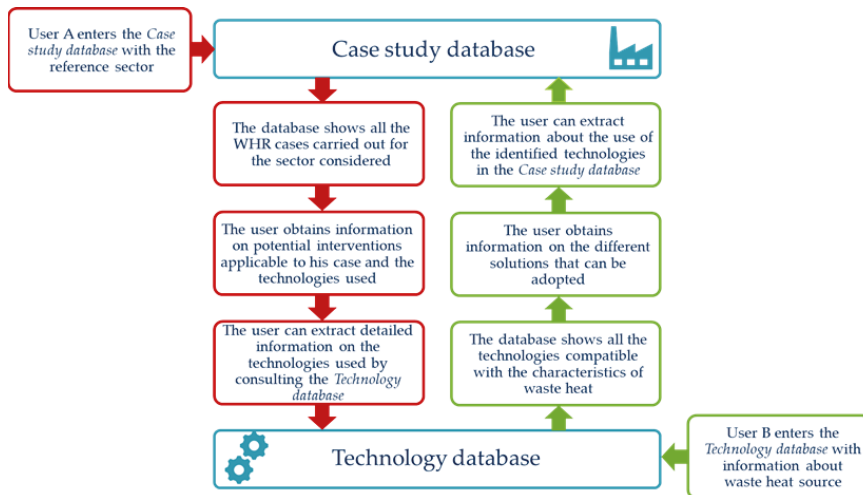 User A enters the Case
study database with the
reference sector
Case study database
The database shows all the
WHR cases carried out for
the sector considered
The user obtains information
on potential interventions
applicable to his case and the
technologies used
The user can extract detailed
information on the
technologies used by
consulting the Technology
database
The user can extract
information about the use of
the identified technologies
in the Case study database
The user obtains
information on the different
solutions that can be
adopted
The database shows all the
technologies compatible
with the characteristics of
waste heat
Technology database
User B enters the
Technology database with
information about
waste heat source